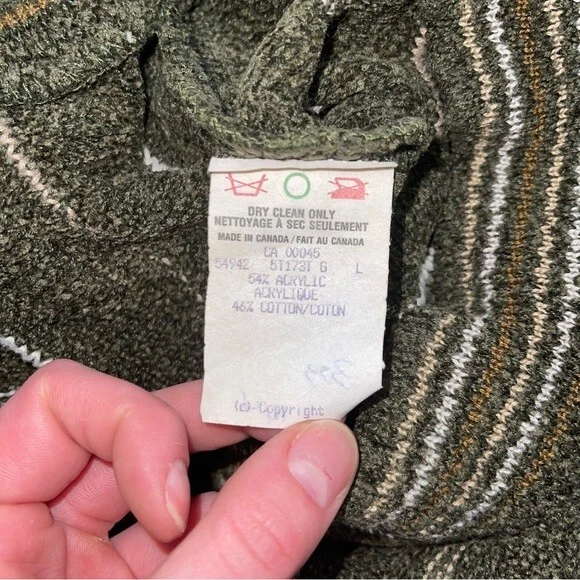 DRY CLEAN ONLY
NETTOYAGE À SEC SEULEMENT
MADE IN CANADA / FAIT AU CANADA
CA 00045
54942 5T173T G L
54% ACRYLIC
ACRYLIQUE
46% COTTON/COTON
(c) Copyright